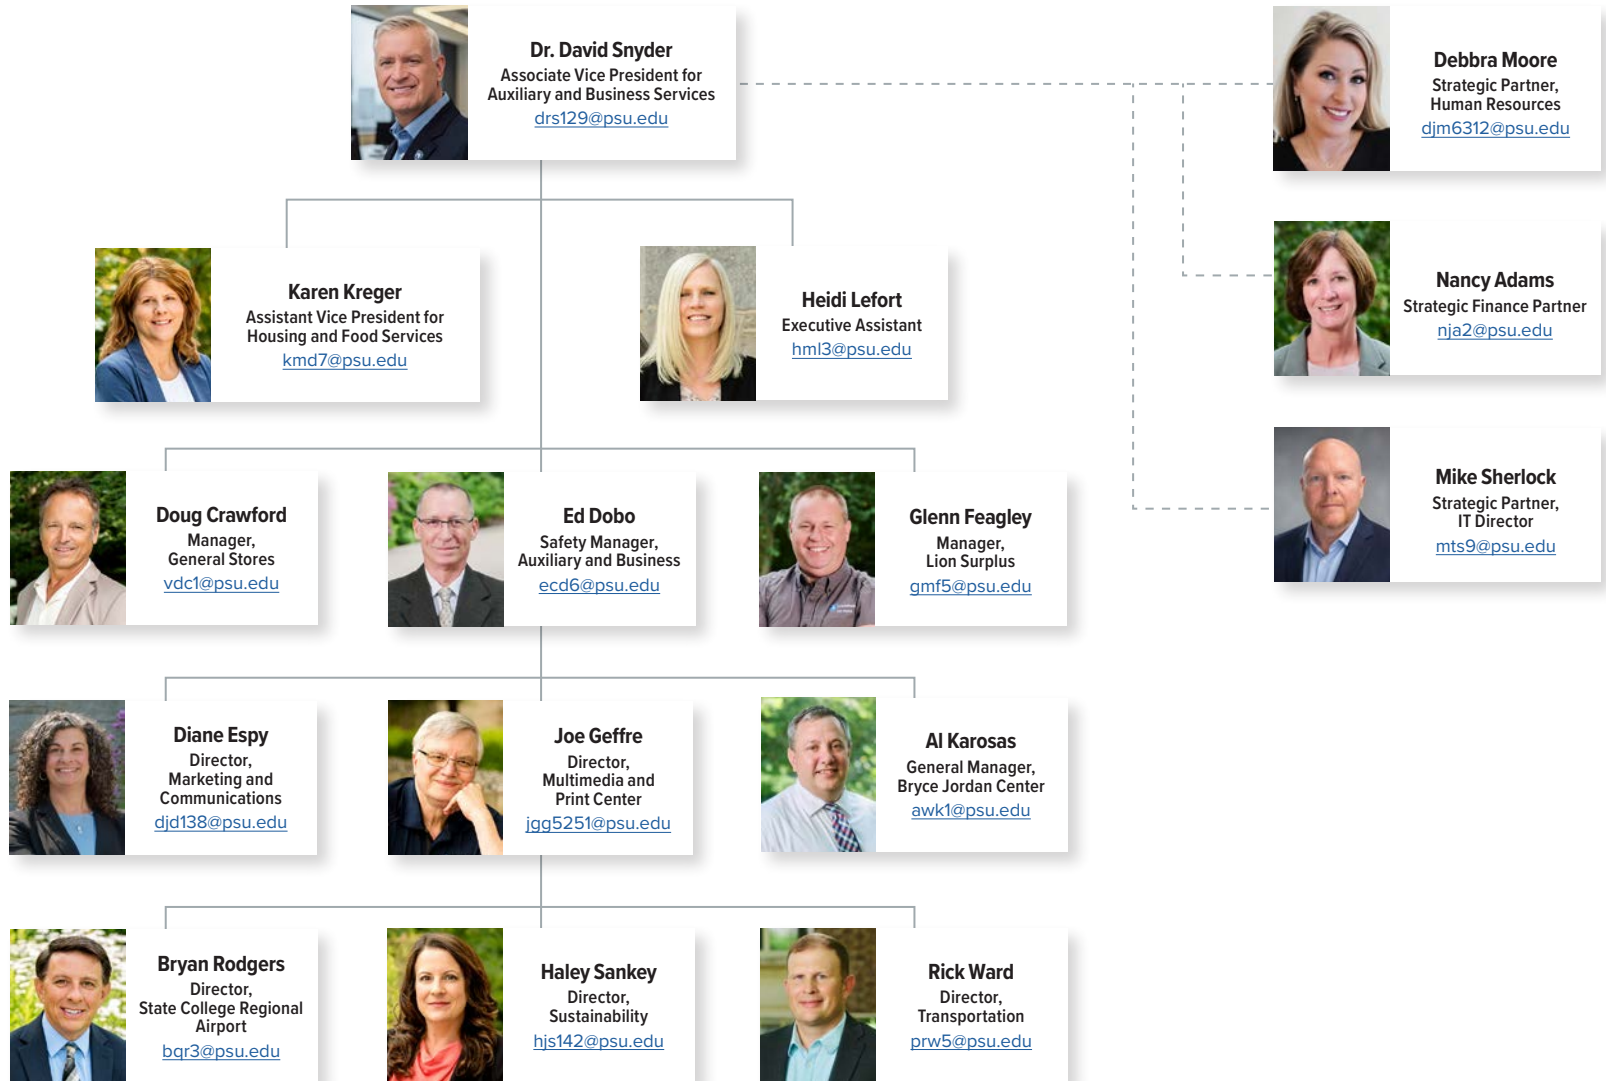 Dr. David Snyder
Associate Vice President for
Auxiliary and Business Services
drs129@psu.edu
Debbra Moore
Strategic Partner,
Human Resources
djm6312@psu.edu
Karen Kreger
Assistant Vice President for
Housing and Food Services
kmd7@psu.edu
Heidi Lefort
Executive Assistant
hml3@psu.edu
Nancy Adams
Strategic Finance Partner
nja2@psu.edu
Doug Crawford
Manager,
General Stores
vdc1@psu.edu
Ed Dobo
Safety Manager,
Auxiliary and Business
ecd6@psu.edu
Glenn Feagley
Manager,
Lion Surplus
gmf5@psu.edu
Mike Sherlock
Strategic Partner,
IT Director
mts9@psu.edu
Diane Espy
Director,
Marketing and
Communications
djd138@psu.edu
Joe Geffre
Director,
Multimedia and
Print Center
jgg5251@psu.edu
Al Karosas
General Manager,
Bryce Jordan Center
awk1@psu.edu
Bryan Rodgers
Director,
State College Regional
Airport
bqr3@psu.edu
Haley Sankey
Director,
Sustainability
hjs142@psu.edu
Rick Ward
Director,
Transportation
prw5@psu.edu